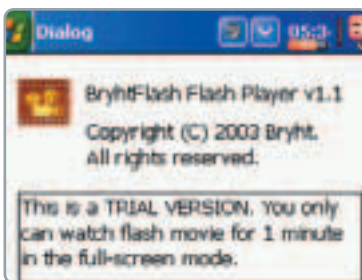 Dialog
BryhtFlash Flash Player v1.1
Copyright (C) 2003 Bryht.
All rights reserved.
This is a TRIAL VERSION. You only
can watch flash movie for 1 minute
in the full-screen mode.